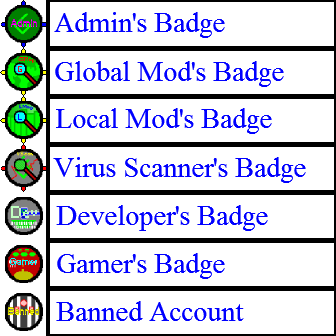 Admin's Badge
Global Mod's Badge
Local Mod's Badge
Virus Scanner's Badge
Developer's Badge
Gamer's Badge
Banned Account